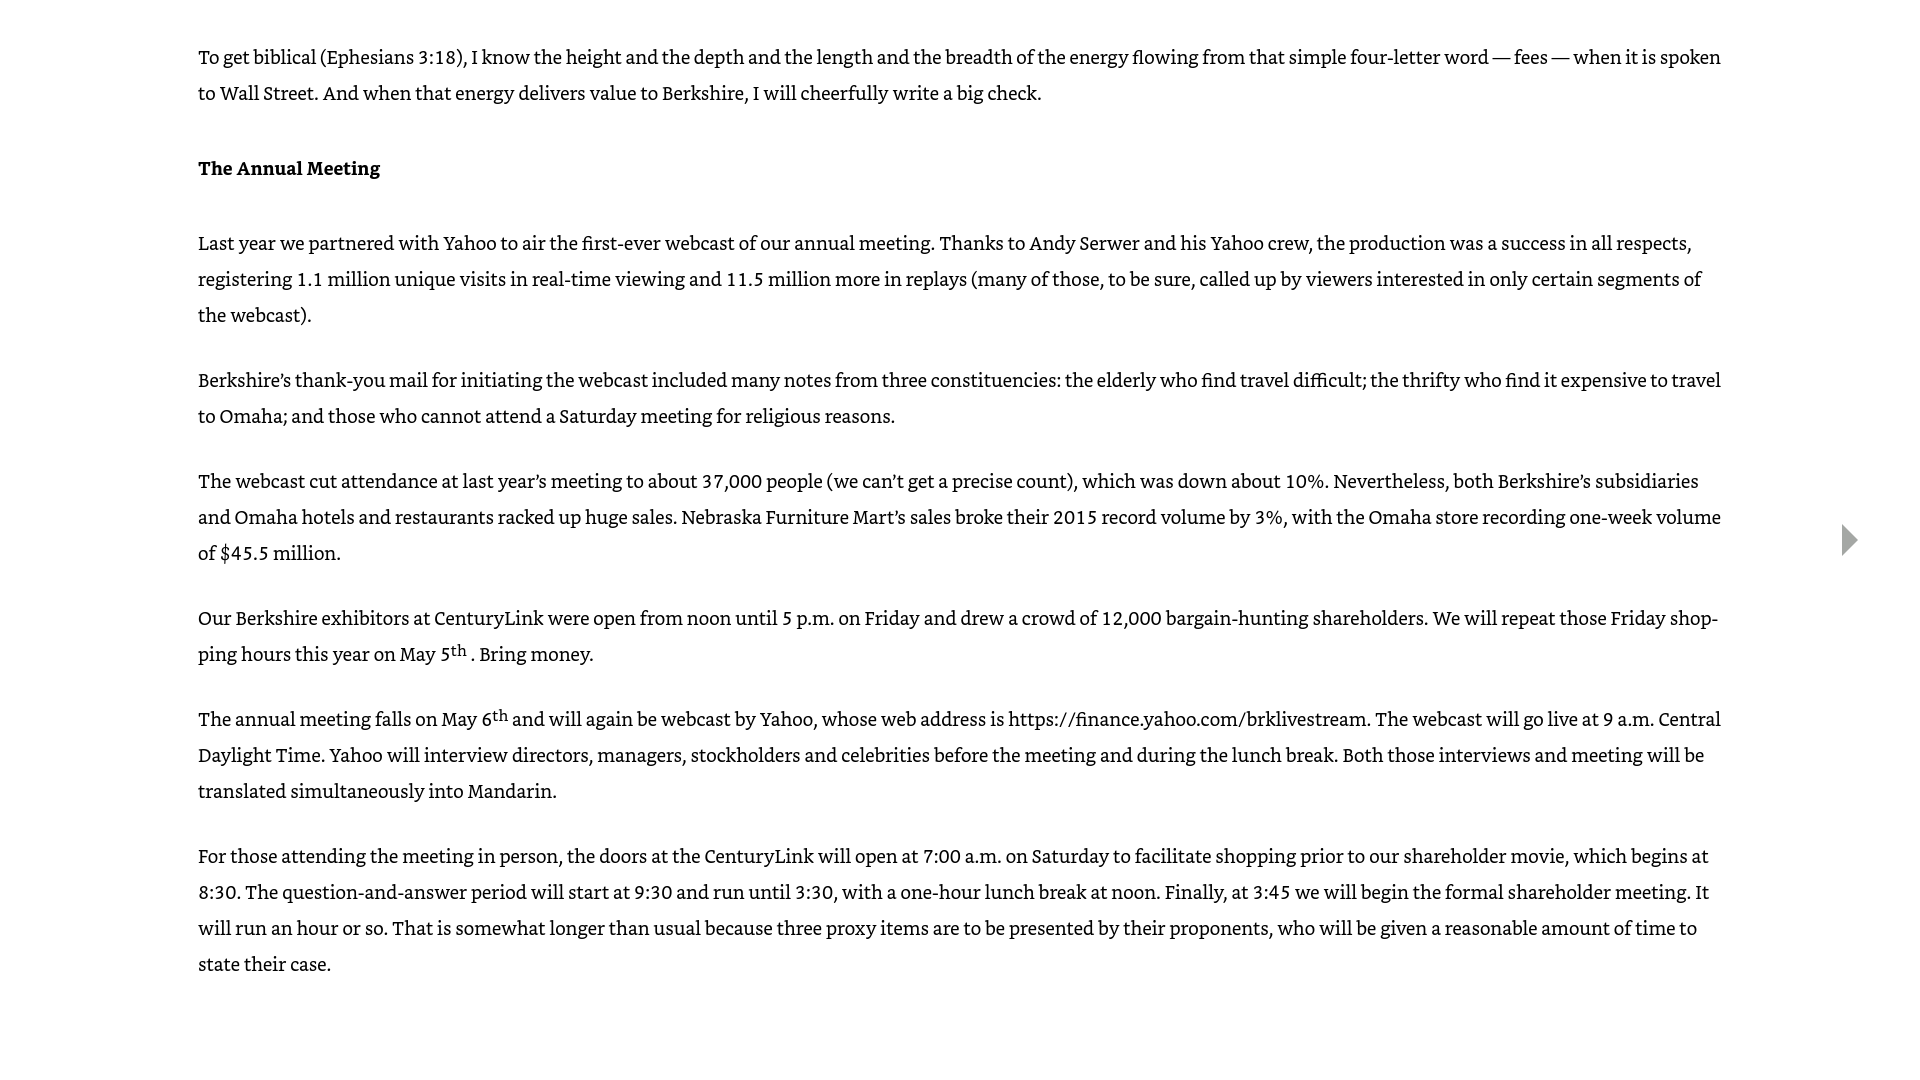 To get biblical (Ephesians 3:18), I know the height and the depth and the length and the breadth of the energy flowing from that simple four-letter word — fees — when it is spoken
to Wall Street. And when that energy delivers value to Berkshire, I will cheerfully write a big check.
The Annual Meeting
Last year we partnered with Yahoo to air the first-ever webcast of our annual meeting. Thanks to Andy Serwer and his Yahoo crew, the production was a success in all respects,
registering 1.1 million unique visits in real-time viewing and 11.5 million more in replays (many of those, to be sure, called up by viewers interested in only certain segments of
the webcast).
Berkshire’s thank-you mail for initiating the webcast included many notes from three constituencies: the elderly who find travel difficult; the thrifty who find it expensive to travel
to Omaha; and those who cannot attend a Saturday meeting for religious reasons.
The webcast cut attendance at last year’s meeting to about 37,000 people (we can’t get a precise count), which was down about 10%. Nevertheless, both Berkshire’s subsidiaries
and Omaha hotels and restaurants racked up huge sales. Nebraska Furniture Mart’s sales broke their 2015 record volume by 3%, with the Omaha store recording one-week volume
of $45.5 million.
Our Berkshire exhibitors at CenturyLink were open from noon until 5 p.m. on Friday and drew a crowd of 12,000 bargain-hunting shareholders. We will repeat those Friday shop-
ping hours this year on May 5th . Bring money.
The annual meeting falls on May 6th and will again be webcast by Yahoo, whose web address is https://finance.yahoo.com/brklivestream. The webcast will go live at 9 a.m. Central
Daylight Time. Yahoo will interview directors, managers, stockholders and celebrities before the meeting and during the lunch break. Both those interviews and meeting will be
translated simultaneously into Mandarin.
For those attending the meeting in person, the doors at the CenturyLink will open at 7:00 a.m. on Saturday to facilitate shopping prior to our shareholder movie, which begins at
8:30. The question-and-answer period will start at 9:30 and run until 3:30, with a one-hour lunch break at noon. Finally, at 3:45 we will begin the formal shareholder meeting. It
will run an hour or so. That is somewhat longer than usual because three proxy items are to be presented by their proponents, who will be given a reasonable amount of time to
state their case.